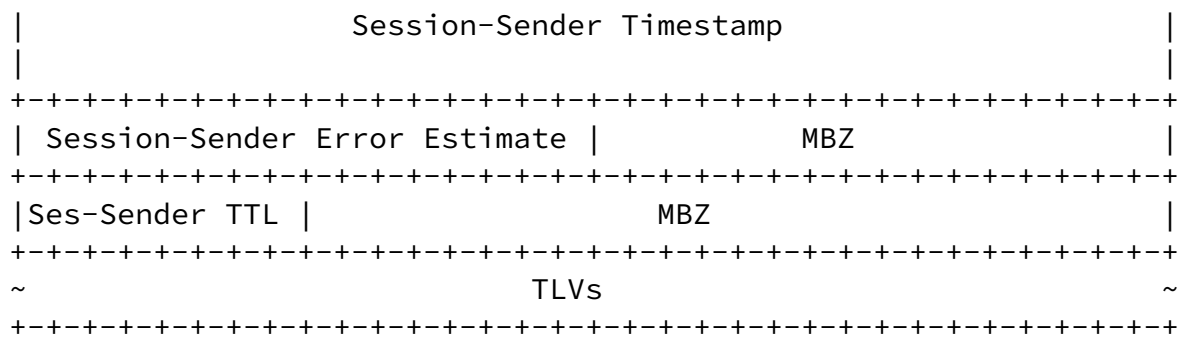 |                  Session-Sender Timestamp                     |
|                                                               |
+-+-+-+-+-+-+-+-+-+-+-+-+-+-+-+-+-+-+-+-+-+-+-+-+-+-+-+-+-+-+-+-+
| Session-Sender Error Estimate |           MBZ                 |
+-+-+-+-+-+-+-+-+-+-+-+-+-+-+-+-+-+-+-+-+-+-+-+-+-+-+-+-+-+-+-+-+
|Ses-Sender TTL |                   MBZ                         |
+-+-+-+-+-+-+-+-+-+-+-+-+-+-+-+-+-+-+-+-+-+-+-+-+-+-+-+-+-+-+-+-+
~                            TLVs                               ~
+-+-+-+-+-+-+-+-+-+-+-+-+-+-+-+-+-+-+-+-+-+-+-+-+-+-+-+-+-+-+-+-+